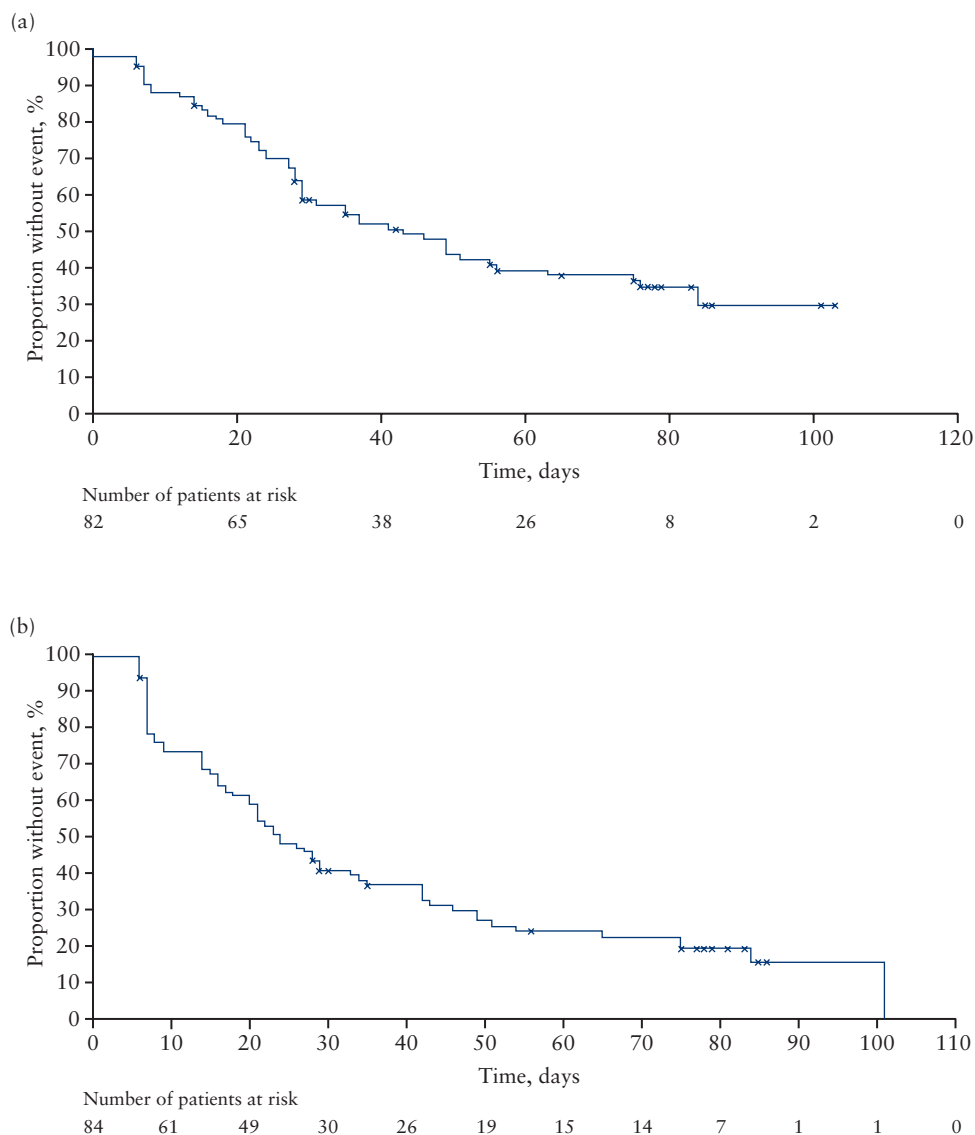 (a)
100
90
80
70
60
50
40
30
20
10
0
Proportion without event, %
0 20 40 60 80 100 120
Time, days
Number of patients at risk
82 65 38 26 8 2 0
(b)
100
90
80
70
60
50
40
30
20
10
0
Proportion without event, %
0 10 20 30 40 50 60 70 80 90 100 110
Time, days
Number of patients at risk
84 61 49 30 26 19 15 14 7 1 1 0